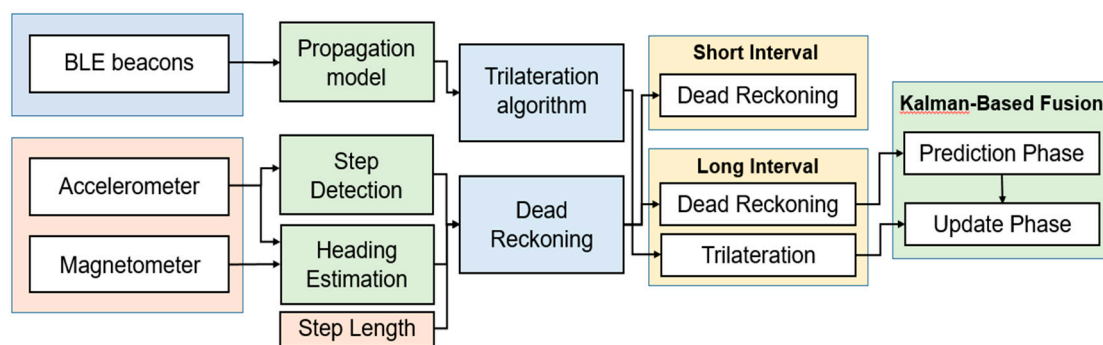 BLE beacons
Propagation
model
Trilateration
algorithm
Short Interval
Dead Reckoning
Kalman-Based Fusion
Accelerometer
Step
Detection
Magnetometer
Heading
Estimation
Step Length
Dead
Reckoning
Long Interval
Dead Reckoning
Trilateration
Prediction Phase
Update Phase